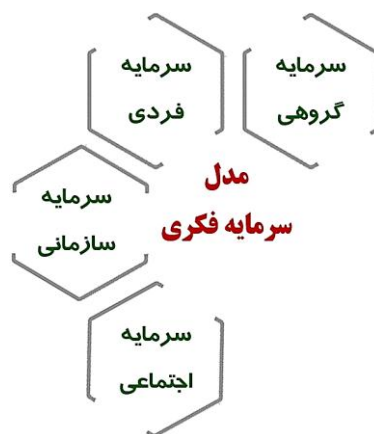 سرمایه
گروهی
سرمایه
فردی
مدل
سرمایه فکری
سرمایه
سازمانی
سرمایه
اجتماعی